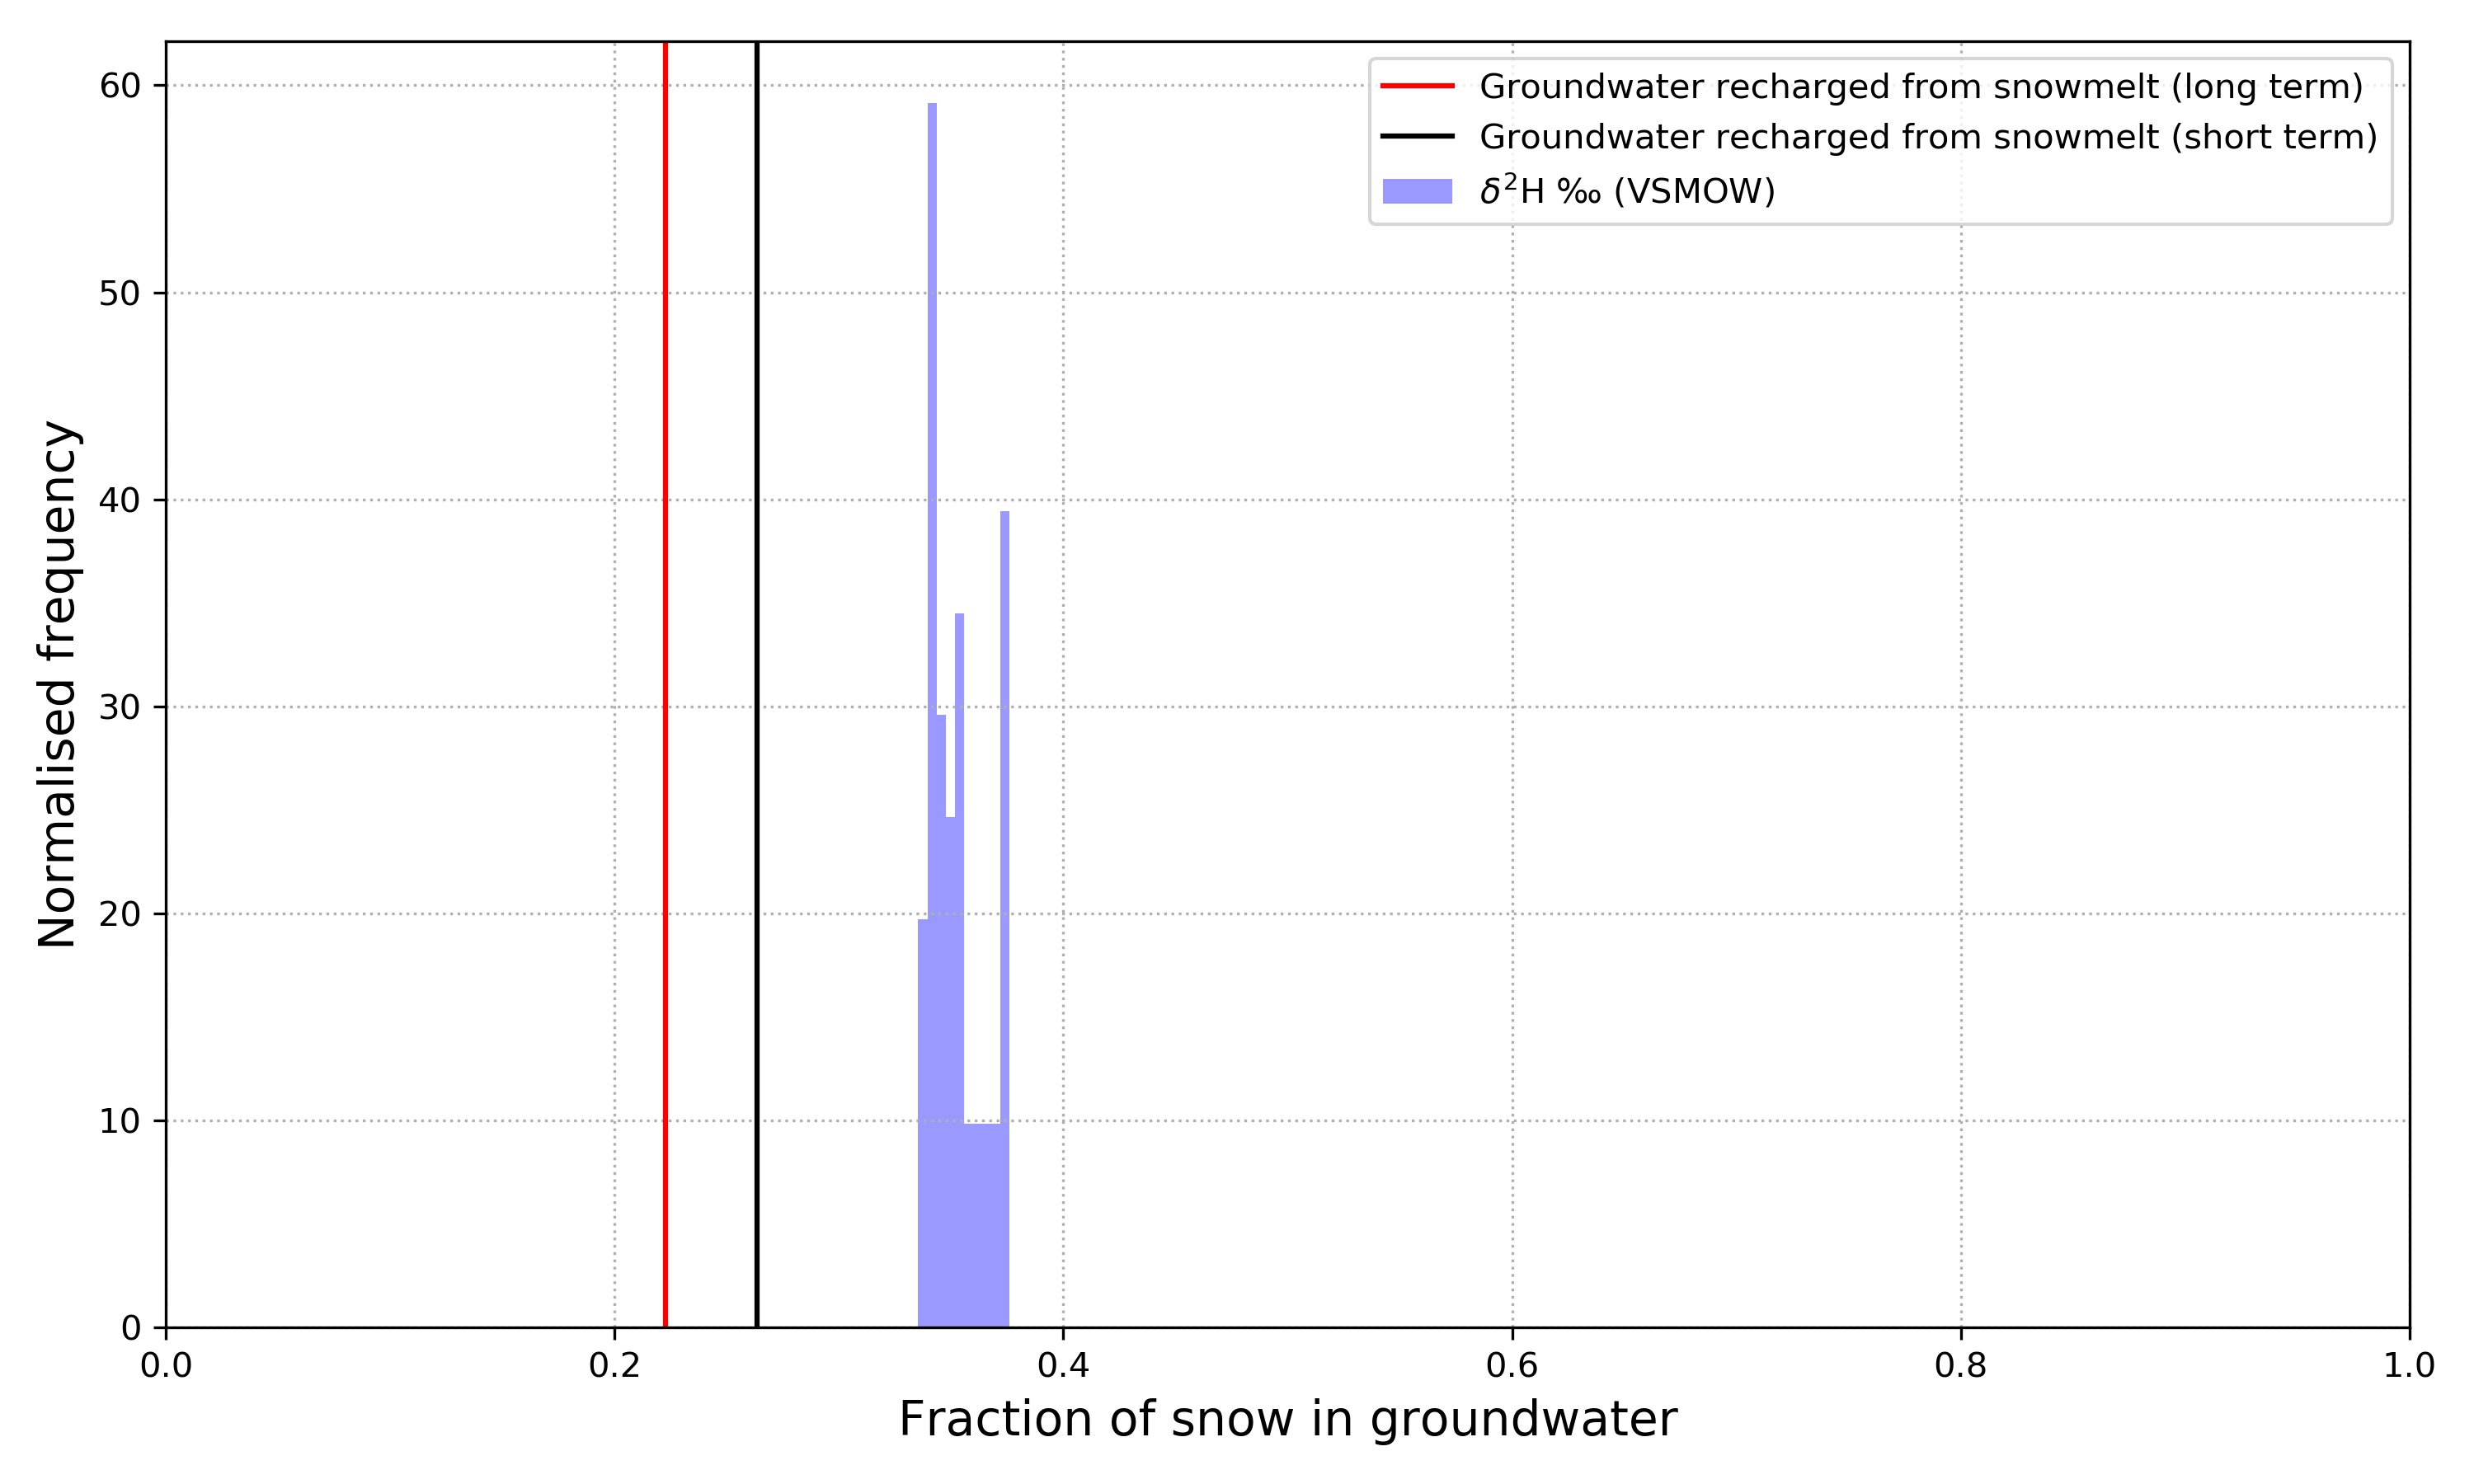 Groundwater recharged from snowmelt (long term)
Groundwater recharged from snowmelt (short term)
δ²H ‰ (VSMOW)
Normalised frequency
60
50
40
30
20
10
0
0.0 0.2 0.4 0.6 0.8 1.0
Fraction of snow in groundwater